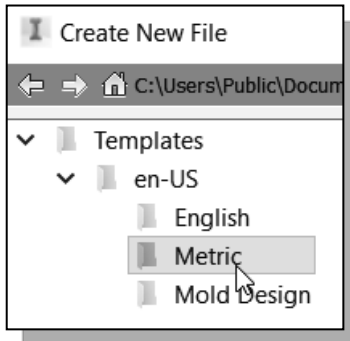 Create New File
C:\Users\Public\Docum
Templates
en-US
English
Metric
Mold Design